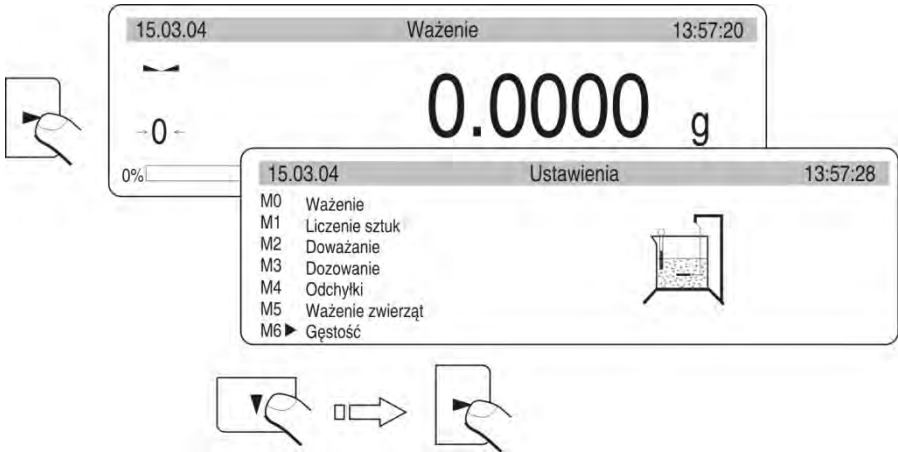 15.03.04 Ważenie 13:57:20
0.0000 g
→0←
0%
15.03.04 Ustawienia 13:57:28
M0 Ważenie
M1 Liczenie sztuk
M2 Doważanie
M3 Dozowanie
M4 Odchyłki
M5 Ważenie zwierząt
M6 ► Gęstość